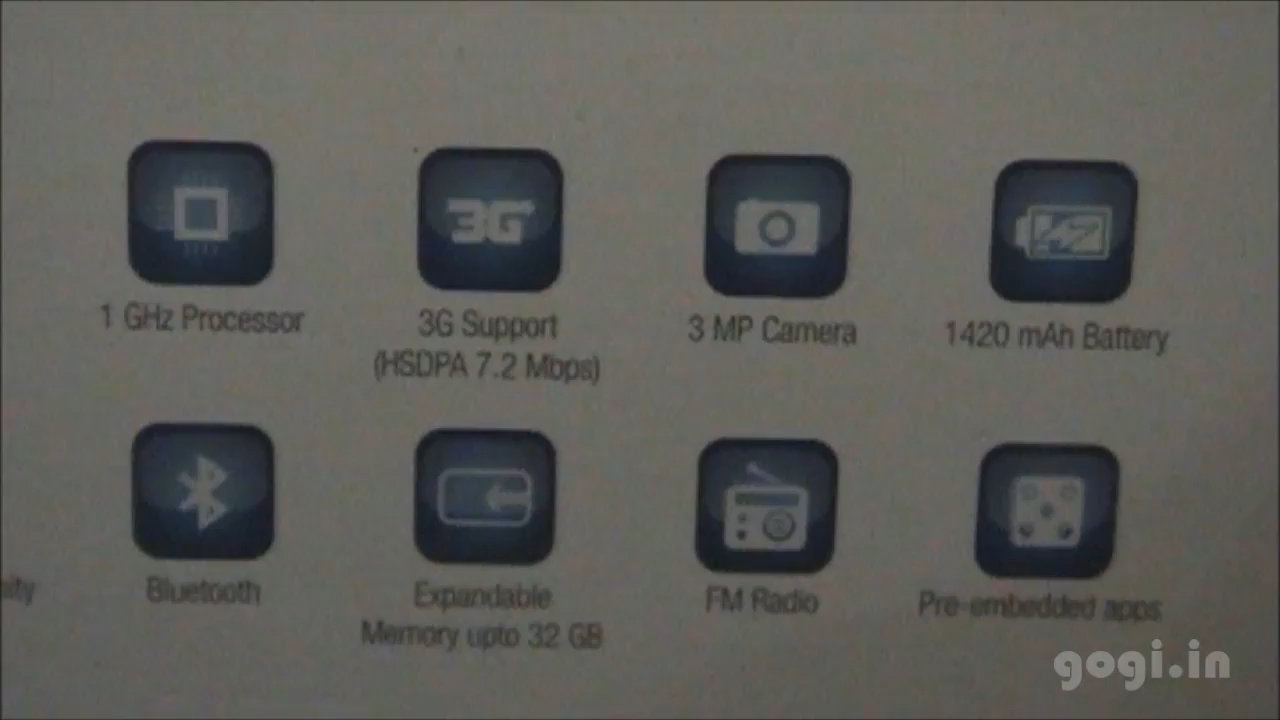 3G
1 GHz Processor
3G Support
(HSDPA 7.2 Mbps)
3 MP Camera
1420 mAh Battery
Bluetooth
Expandable
Memory upto 32 GB
FM Radio
Pre-embedded apps
gogi.in